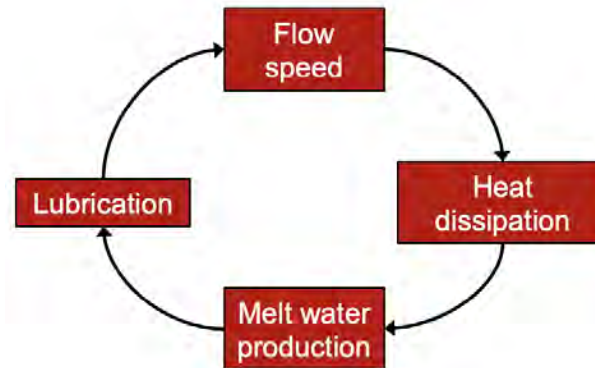 Flow
speed
Heat
dissipation
Melt water
production
Lubrication